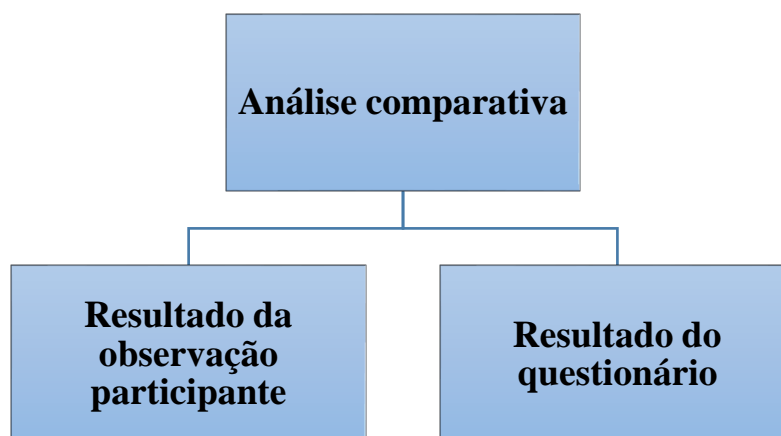 Análise comparativa
Resultado da
observação
participante
Resultado do
questionário